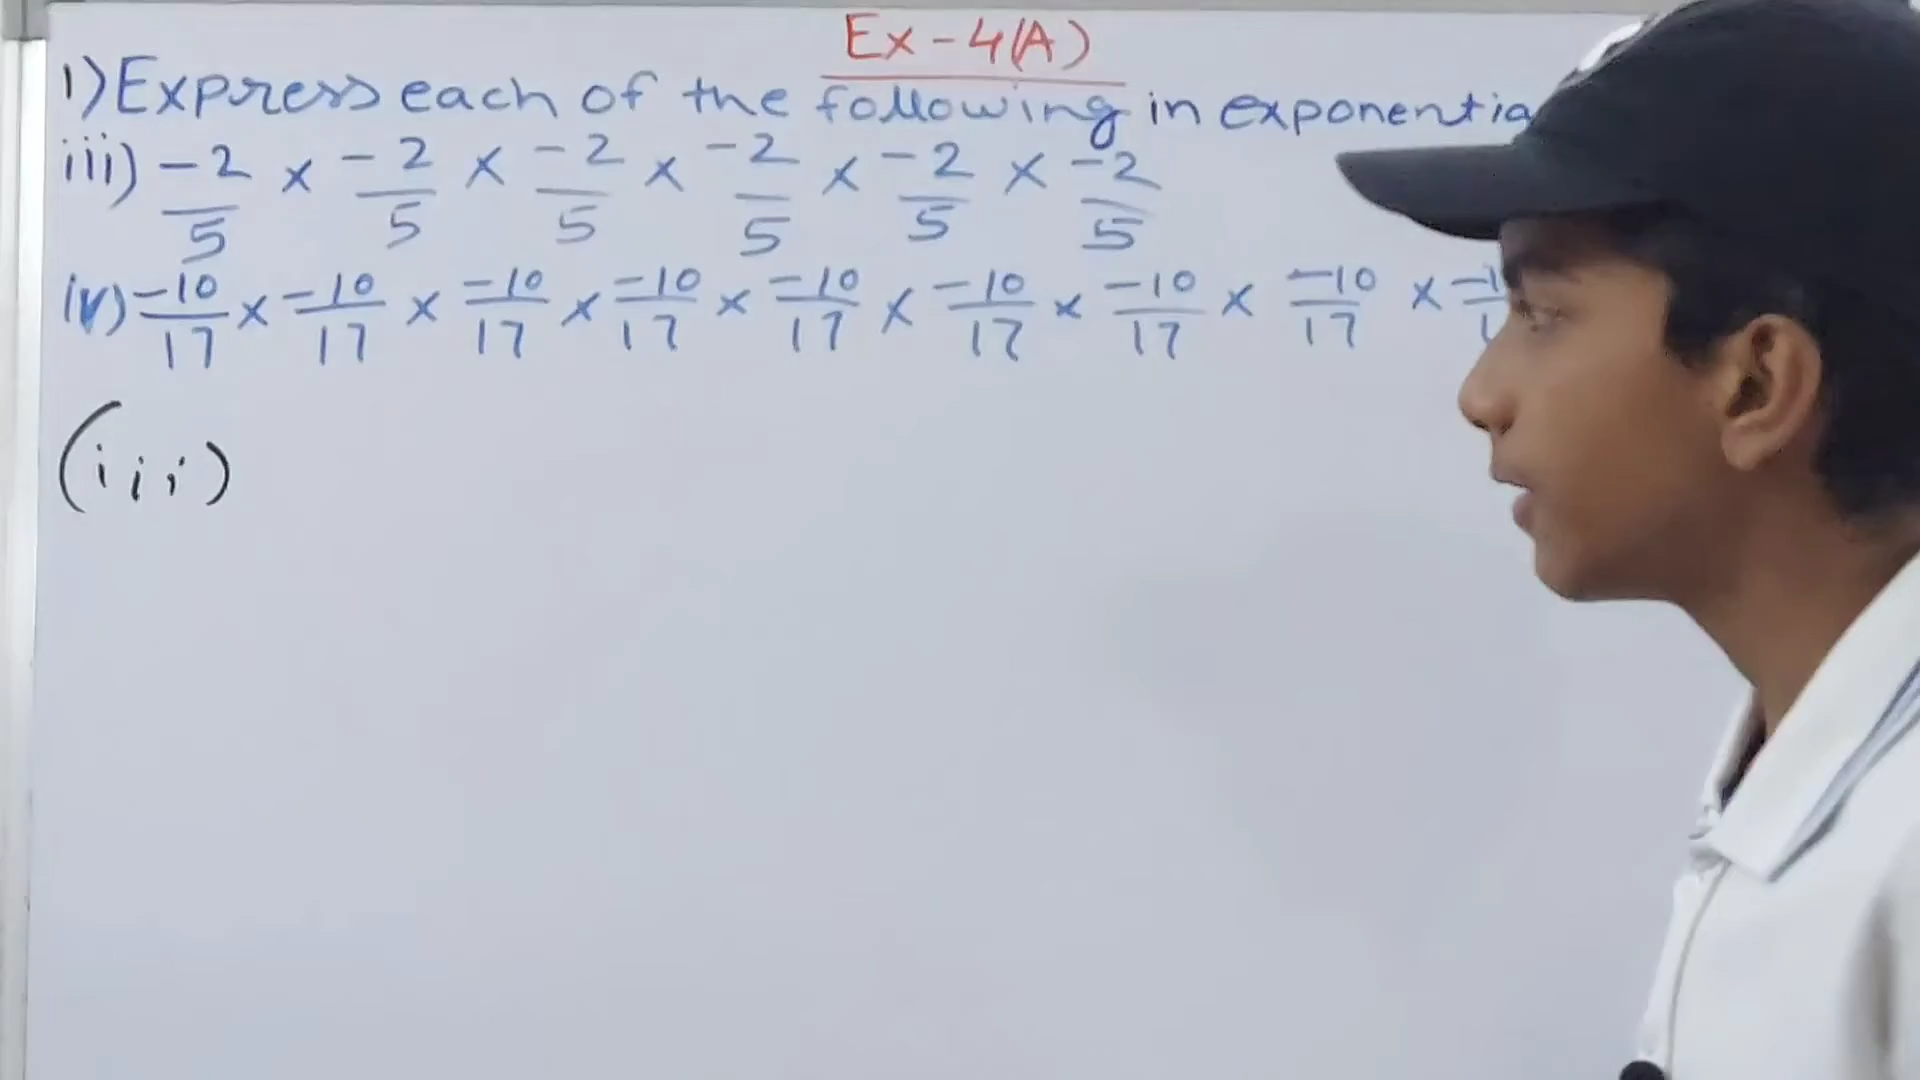 Ex-4(A)
1) Express each of the following in exponentia
iii) -2/5 × -2/5 × -2/5 × -2/5 × -2/5 × -2/5
iv) -10/17 × -10/17 × -10/17 × -10/17 × -10/17 × -10/17 × -10/17 × -10/17 ×
(iii)